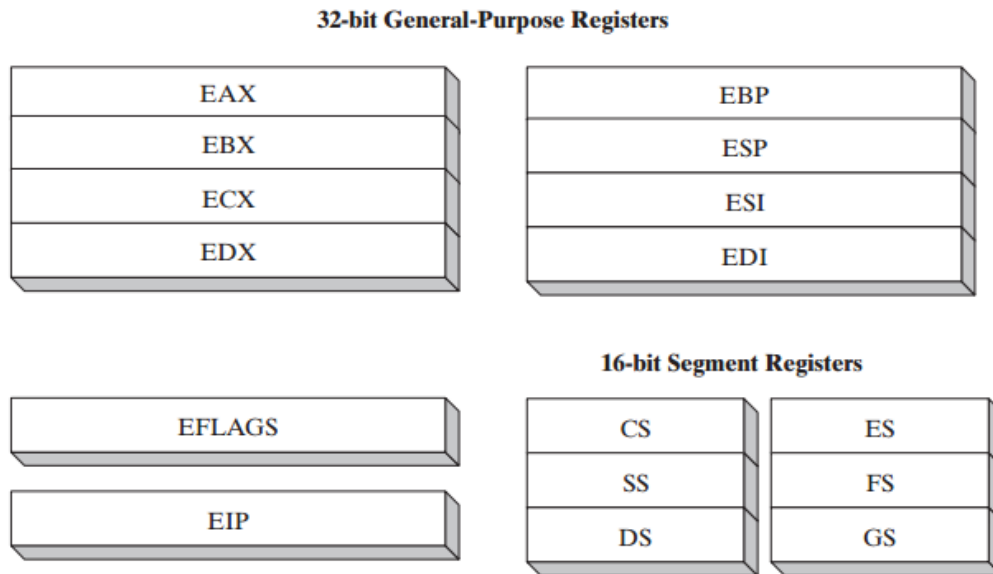 32-bit General-Purpose Registers
EAX
EBX
ECX
EDX
EBP
ESP
ESI
EDI
EFLAGS
EIP
16-bit Segment Registers
CS
SS
DS
ES
FS
GS